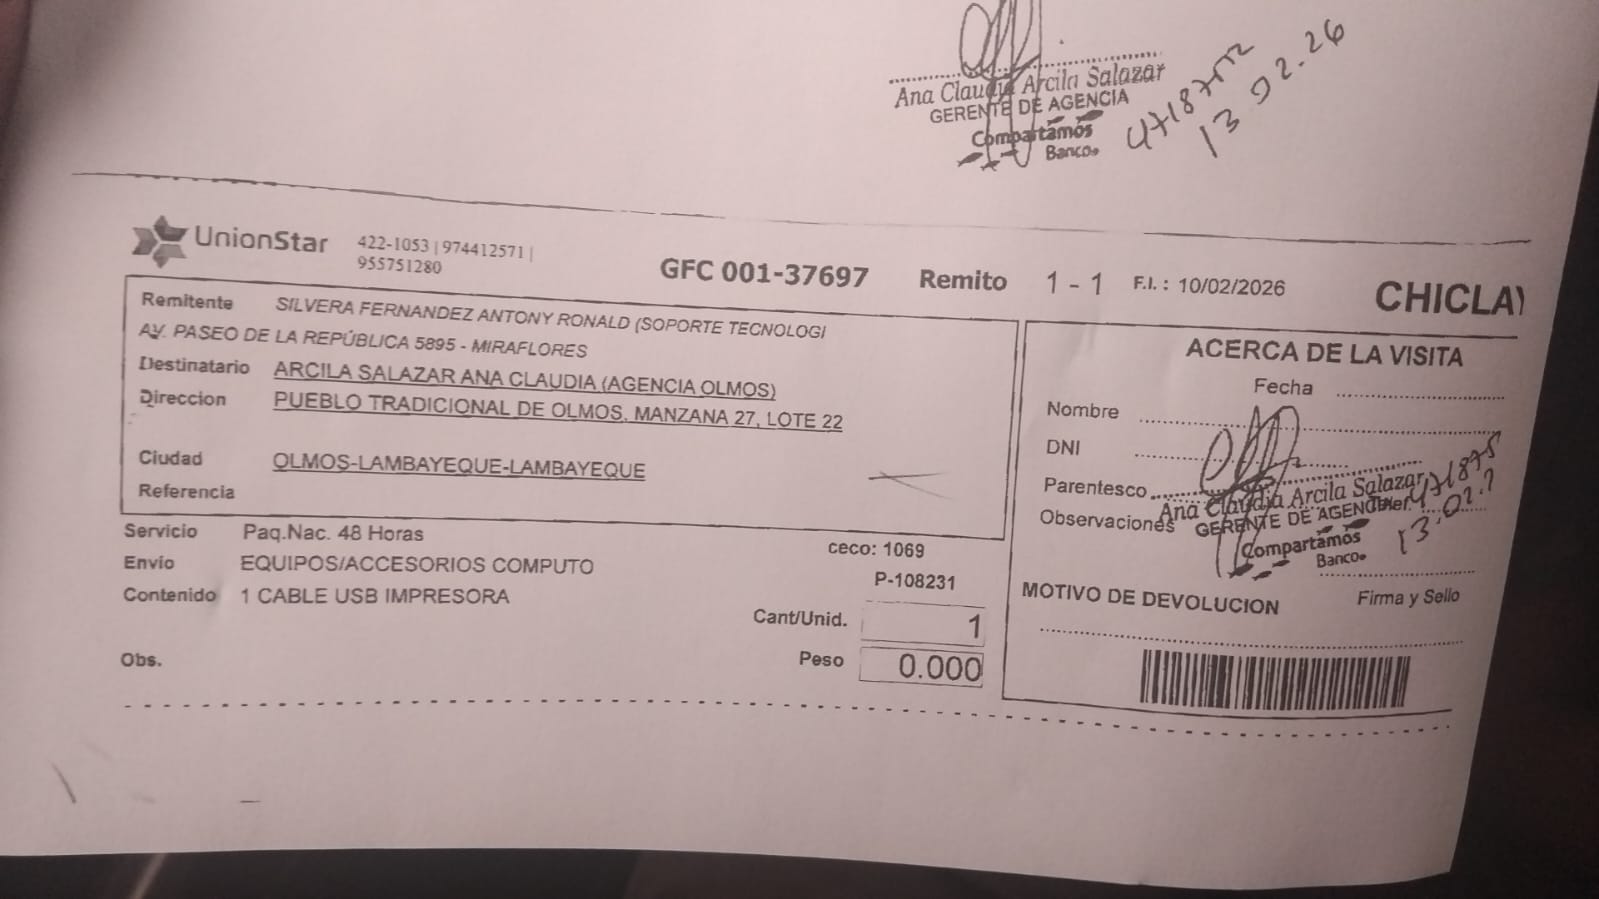 Ana Claudia Arcila Salazar
GERENTE DE AGENCIA
Compartamos
Banco
13.02.26
UnionStar
422-1053 | 974412571 |
955751280
GFC 001-37697
Remito
1 - 1
F.I. : 10/02/2026
CHICLAY
Remitente SILVERA FERNANDEZ ANTONY RONALD (SOPORTE TECNOLOGI
AV. PASEO DE LA REPÚBLICA 5895 - MIRAFLORES
Destinatario ARCILA SALAZAR ANA CLAUDIA (AGENCIA OLMOS)
Direccion PUEBLO TRADICIONAL DE OLMOS, MANZANA 27, LOTE 22
Ciudad OLMOS-LAMBAYEQUE-LAMBAYEQUE
Referencia
Servicio Paq.Nac. 48 Horas
ceco: 1069
Envio EQUIPOS/ACCESORIOS COMPUTO
P-108231
Contenido 1 CABLE USB IMPRESORA
Cant/Unid. 1
Obs.
Peso 0.000
ACERCA DE LA VISITA
Fecha
Nombre
DNI
Parentesco
Observaciones
Ana Claudia Arcila Salazar
GERENTE DE AGENCIA
Compartamos
Banco
13.02.
Firma y Sello
MOTIVO DE DEVOLUCION